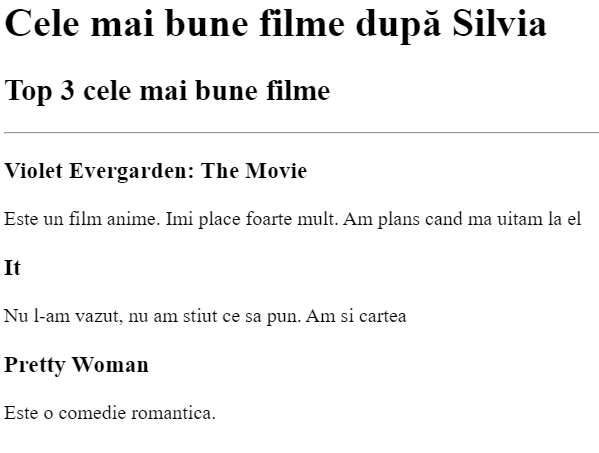 Cele mai bune filme după Silvia
Top 3 cele mai bune filme
Violet Evergarden: The Movie
Este un film anime. Imi place foarte mult. Am plans cand ma uitam la el
It
Nu l-am vazut, nu am stiut ce sa pun. Am si cartea
Pretty Woman
Este o comedie romantica.